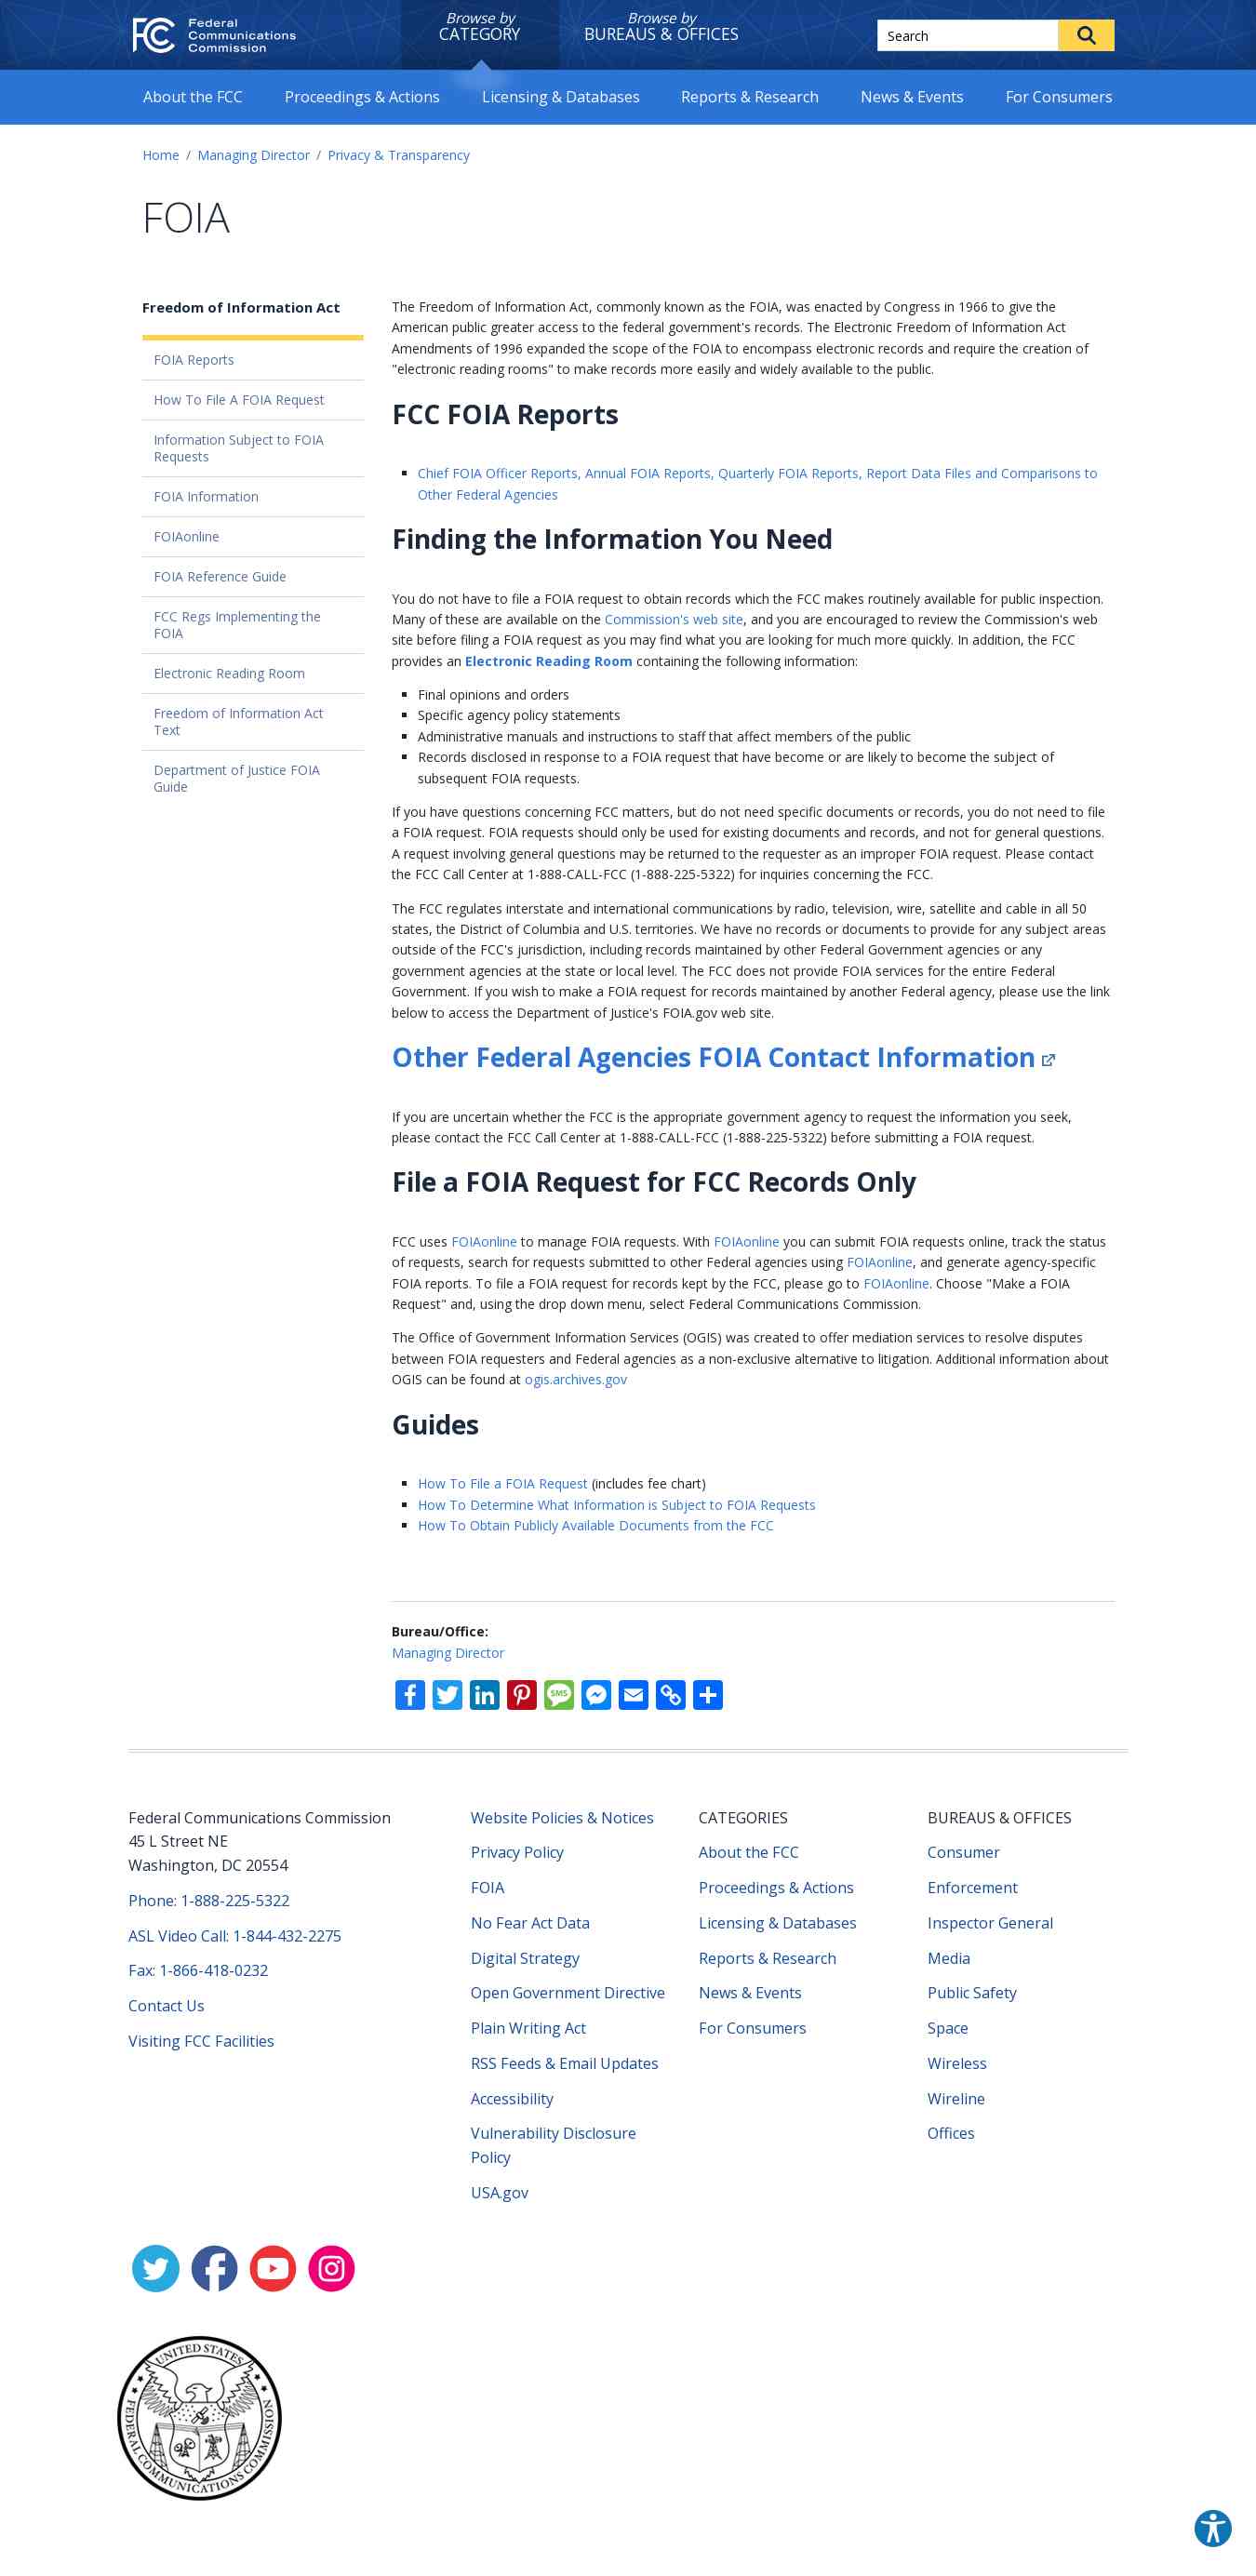 Federal
Communications
Commission
Browse by
CATEGORY
Browse by
BUREAUS & OFFICES
Search
About the FCC
Proceedings & Actions
Licensing & Databases
Reports & Research
News & Events
For Consumers
Home / Managing Director / Privacy & Transparency
FOIA
Freedom of Information Act
FOIA Reports
How To File A FOIA Request
Information Subject to FOIA
Requests
FOIA Information
FOIAonline
FOIA Reference Guide
FCC Regs Implementing the
FOIA
Electronic Reading Room
Freedom of Information Act
Text
Department of Justice FOIA
Guide
The Freedom of Information Act, commonly known as the FOIA, was enacted by Congress in 1966 to give the
American public greater access to the federal government's records. The Electronic Freedom of Information Act
Amendments of 1996 expanded the scope of the FOIA to encompass electronic records and require the creation of
"electronic reading rooms" to make records more easily and widely available to the public.
FCC FOIA Reports
Chief FOIA Officer Reports, Annual FOIA Reports, Quarterly FOIA Reports, Report Data Files and Comparisons to
Other Federal Agencies
Finding the Information You Need
You do not have to file a FOIA request to obtain records which the FCC makes routinely available for public inspection.
Many of these are available on the Commission's web site, and you are encouraged to review the Commission's web
site before filing a FOIA request as you may find what you are looking for much more quickly. In addition, the FCC
provides an Electronic Reading Room containing the following information:
Final opinions and orders
Specific agency policy statements
Administrative manuals and instructions to staff that affect members of the public
Records disclosed in response to a FOIA request that have become or are likely to become the subject of
subsequent FOIA requests.
If you have questions concerning FCC matters, but do not need specific documents or records, you do not need to file
a FOIA request. FOIA requests should only be used for existing documents and records, and not for general questions.
A request involving general questions may be returned to the requester as an improper FOIA request. Please contact
the FCC Call Center at 1-888-CALL-FCC (1-888-225-5322) for inquiries concerning the FCC.
The FCC regulates interstate and international communications by radio, television, wire, satellite and cable in all 50
states, the District of Columbia and U.S. territories. We have no records or documents to provide for any subject areas
outside of the FCC's jurisdiction, including records maintained by other Federal Government agencies or any
government agencies at the state or local level. The FCC does not provide FOIA services for the entire Federal
Government. If you wish to make a FOIA request for records maintained by another Federal agency, please use the link
below to access the Department of Justice's FOIA.gov web site.
Other Federal Agencies FOIA Contact Information
If you are uncertain whether the FCC is the appropriate government agency to request the information you seek,
please contact the FCC Call Center at 1-888-CALL-FCC (1-888-225-5322) before submitting a FOIA request.
File a FOIA Request for FCC Records Only
FCC uses FOIAonline to manage FOIA requests. With FOIAonline you can submit FOIA requests online, track the status
of requests, search for requests submitted to other Federal agencies using FOIAonline, and generate agency-specific
FOIA reports. To file a FOIA request for records kept by the FCC, please go to FOIAonline. Choose "Make a FOIA
Request" and, using the drop down menu, select Federal Communications Commission.
The Office of Government Information Services (OGIS) was created to offer mediation services to resolve disputes
between FOIA requesters and Federal agencies as a non-exclusive alternative to litigation. Additional information about
OGIS can be found at ogis.archives.gov
Guides
How To File a FOIA Request (includes fee chart)
How To Determine What Information is Subject to FOIA Requests
How To Obtain Publicly Available Documents from the FCC
Bureau/Office:
Managing Director
SMS
Federal Communications Commission
45 L Street NE
Washington, DC 20554
Phone: 1-888-225-5322
ASL Video Call: 1-844-432-2275
Fax: 1-866-418-0232
Contact Us
Visiting FCC Facilities
Website Policies & Notices
Privacy Policy
FOIA
No Fear Act Data
Digital Strategy
Open Government Directive
Plain Writing Act
RSS Feeds & Email Updates
Accessibility
Vulnerability Disclosure
Policy
USA.gov
CATEGORIES
About the FCC
Proceedings & Actions
Licensing & Databases
Reports & Research
News & Events
For Consumers
BUREAUS & OFFICES
Consumer
Enforcement
Inspector General
Media
Public Safety
Space
Wireless
Wireline
Offices
UNITED STATES
FEDERAL COMMUNICATIONS COMMISSION